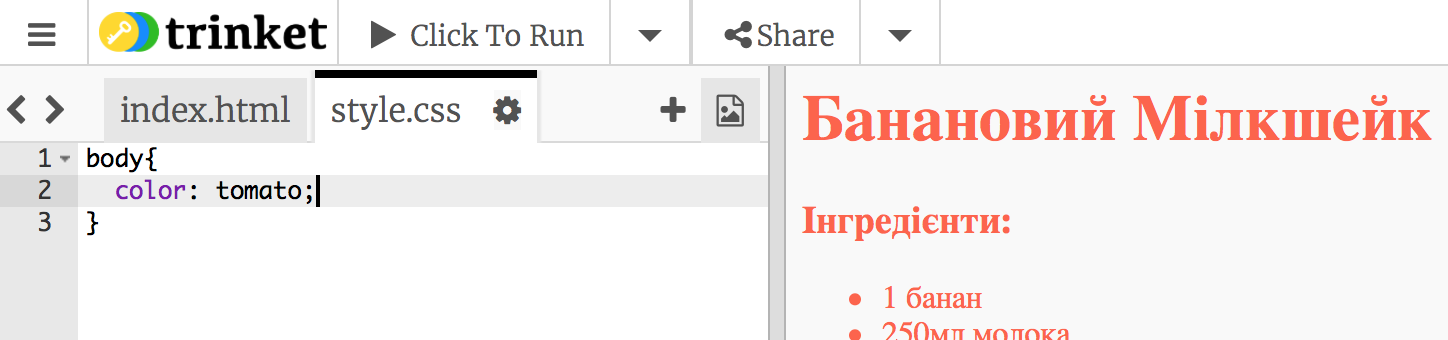 trinket Click To Run Share
index.html style.css
1 body{
2 color: tomato;
3 }
Банановий Мілкшейк
Інгредієнти:
• 1 банан
• 250мл молока